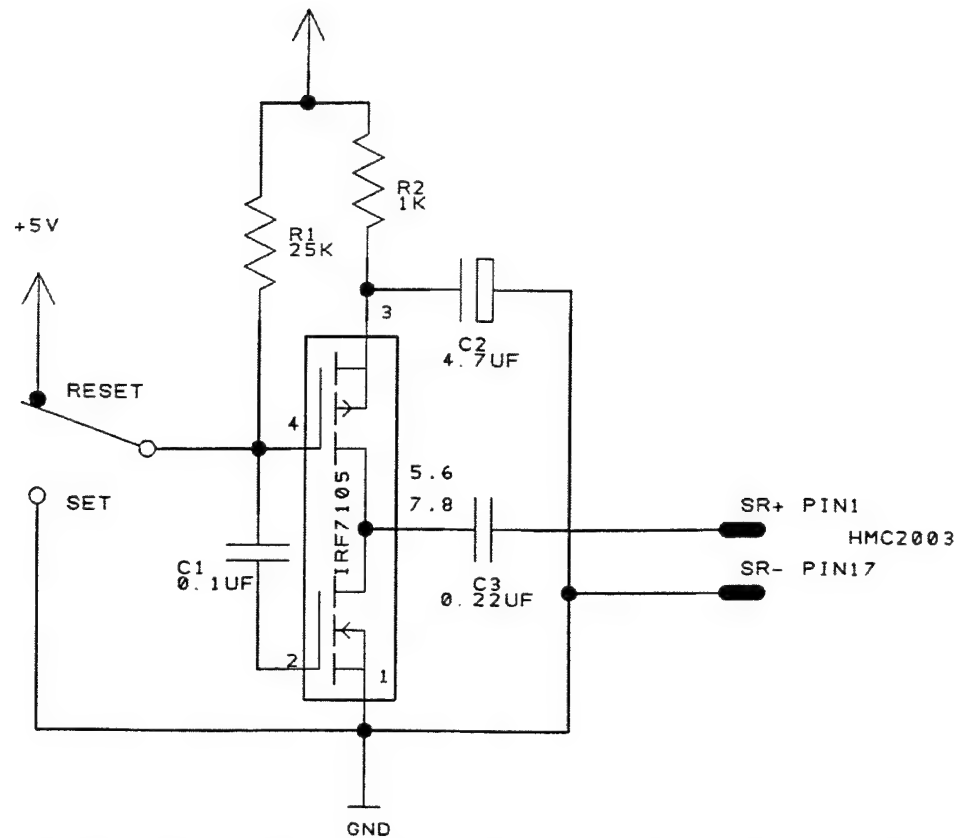 R2
1K
+5V
R1
25K
3
C2
4.7UF
RESET
4
5.6
7.8
SET
IRF7105
SR+ PIN1
HMC2003
C1
0.1UF
SR- PIN17
C3
0.22UF
2
1
GND